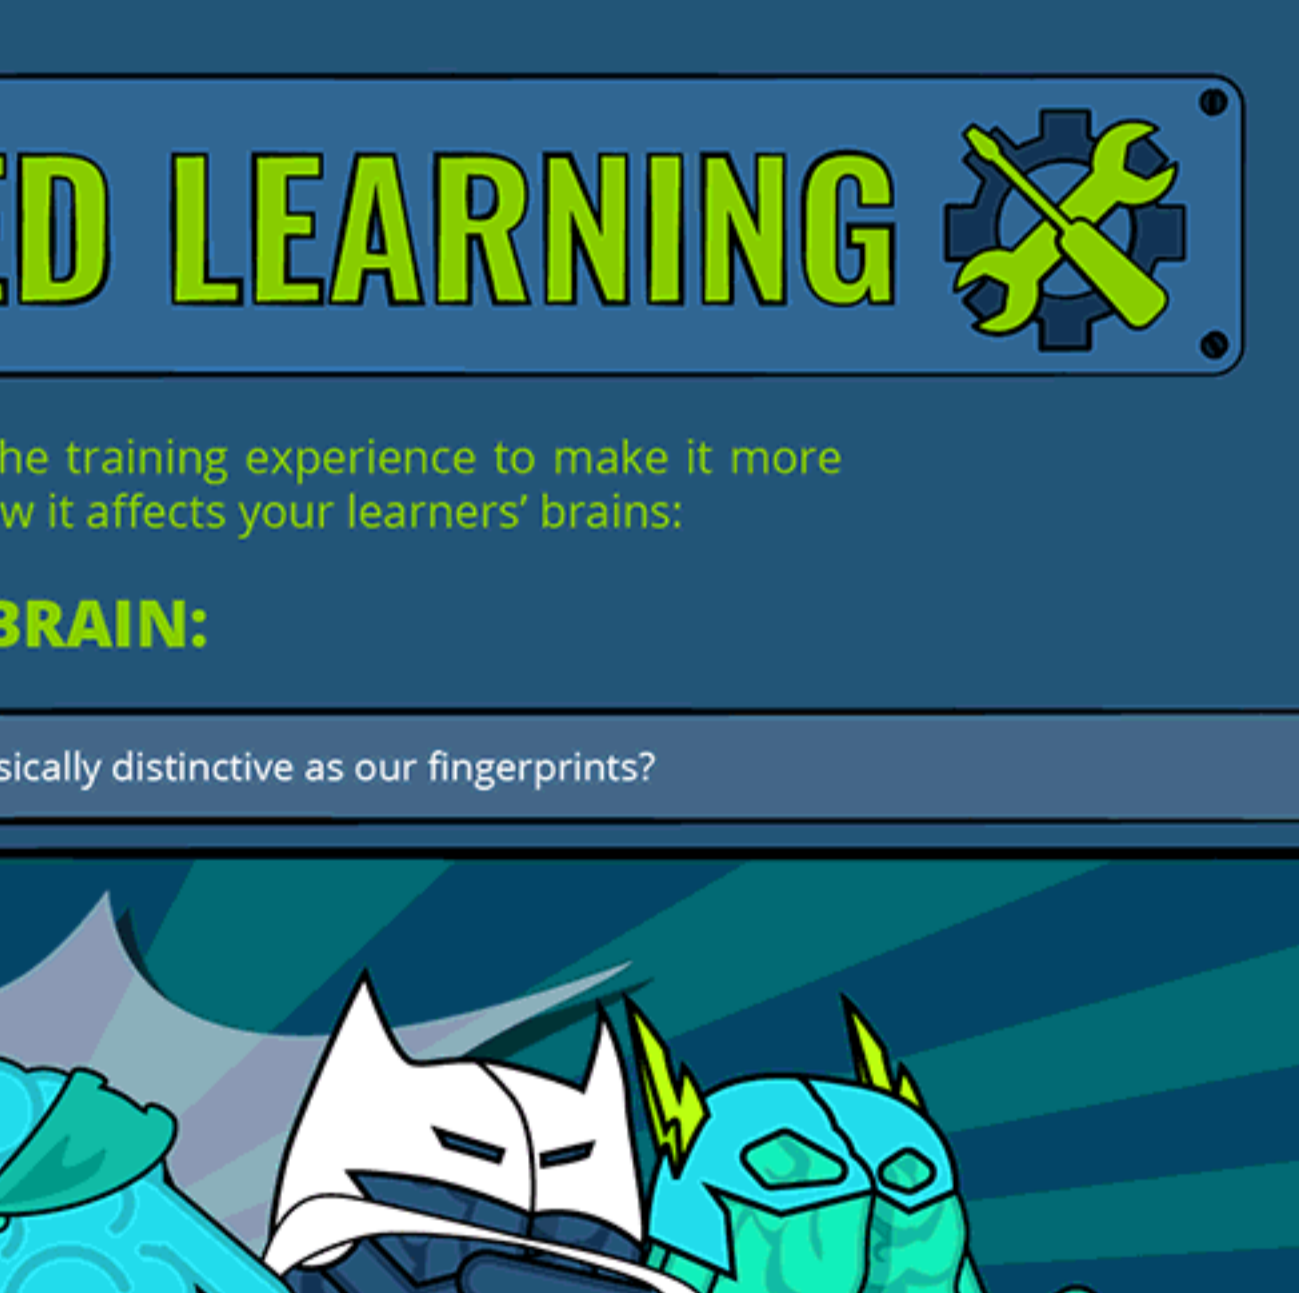 ED LEARNING
he training experience to make it more
w it affects your learners’ brains:
BRAIN:
sically distinctive as our fingerprints?